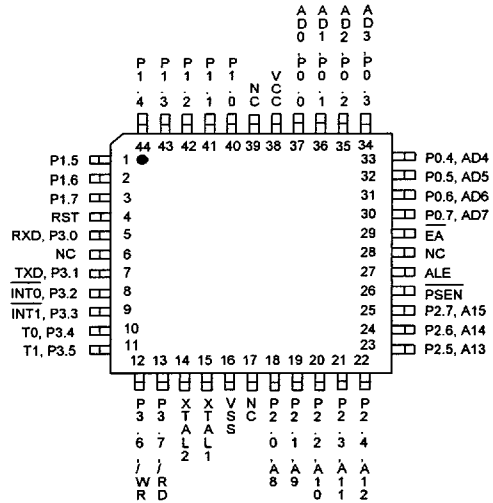 AD0,P0.0
AD1,P0.1
AD2,P0.2
AD3,P0.3
P1.4
P1.3
P1.2
P1.1
P1.0
NC
VCC
44 43 42 41 40 39 38 37 36 35 34
P1.5 1
P1.6 2
P1.7 3
RST 4
RXD, P3.0 5
NC 6
TXD, P3.1 7
INT0, P3.2 8
INT1, P3.3 9
T0, P3.4 10
T1, P3.5 11
33 P0.4, AD4
32 P0.5, AD5
31 P0.6, AD6
30 P0.7, AD7
29 EA
28 NC
27 ALE
26 PSEN
25 P2.7, A15
24 P2.6, A14
23 P2.5, A13
12 13 14 15 16 17 18 19 20 21 22
P3.6,/WR
P3.7,/RD
XTAL2
XTAL1
VSS
NC
P2.0,A8
P2.1,A9
P2.2,A10
P2.3,A11
P2.4,A12